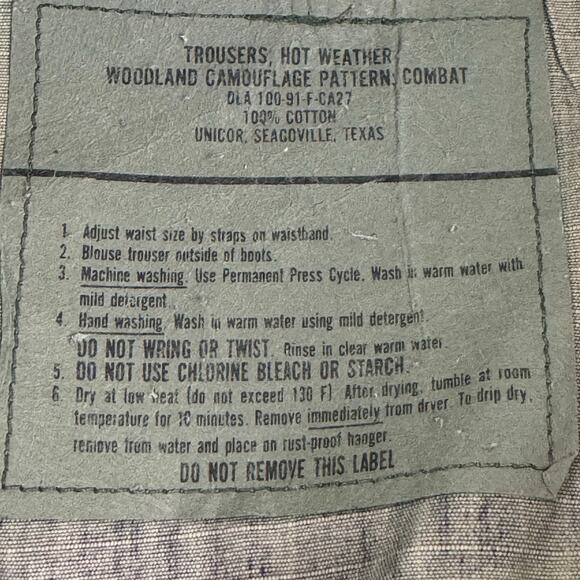 TROUSERS, HOT WEATHER
WOODLAND CAMOUFLAGE PATTERN, COMBAT
DLA 100-91-F-CA27
100% COTTON
UNICOR, SEAGOVILLE, TEXAS
1. Adjust waist size by straps on waistband.
2. Blouse trouser outside of boots.
3. Machine washing. Use Permanent Press Cycle. Wash in warm water with
mild detergent.
4. Hand washing. Wash in warm water using mild detergent.
DO NOT WRING OR TWIST. Rinse in clear warm water.
5. DO NOT USE CHLORINE BLEACH OR STARCH.
6. Dry at low heat (do not exceed 130 F). After drying, tumble at room
temperature for 10 minutes. Remove immediately from dryer. To drip dry,
remove from water and place on rust-proof hanger.
DO NOT REMOVE THIS LABEL